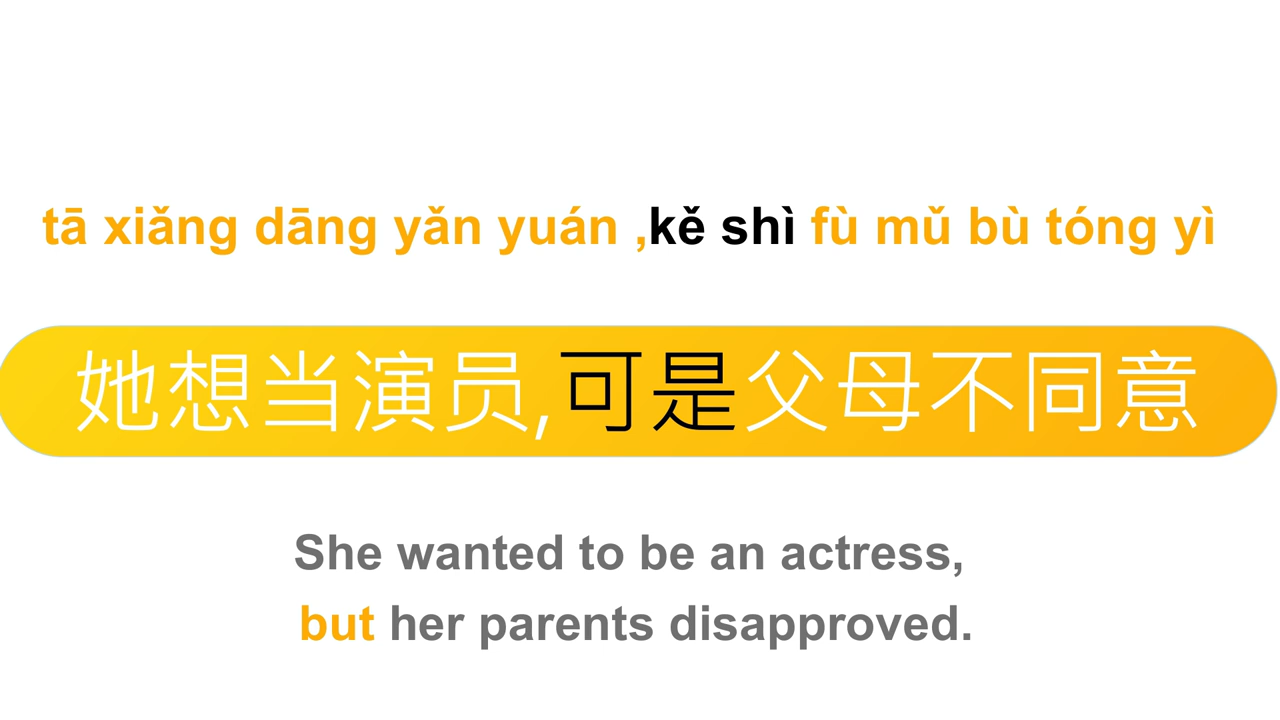 tā xiǎng dāng yǎn yuán ,kě shì fù mǔ bù tóng yì
她想当演员,可是父母不同意
She wanted to be an actress,
but her parents disapproved.